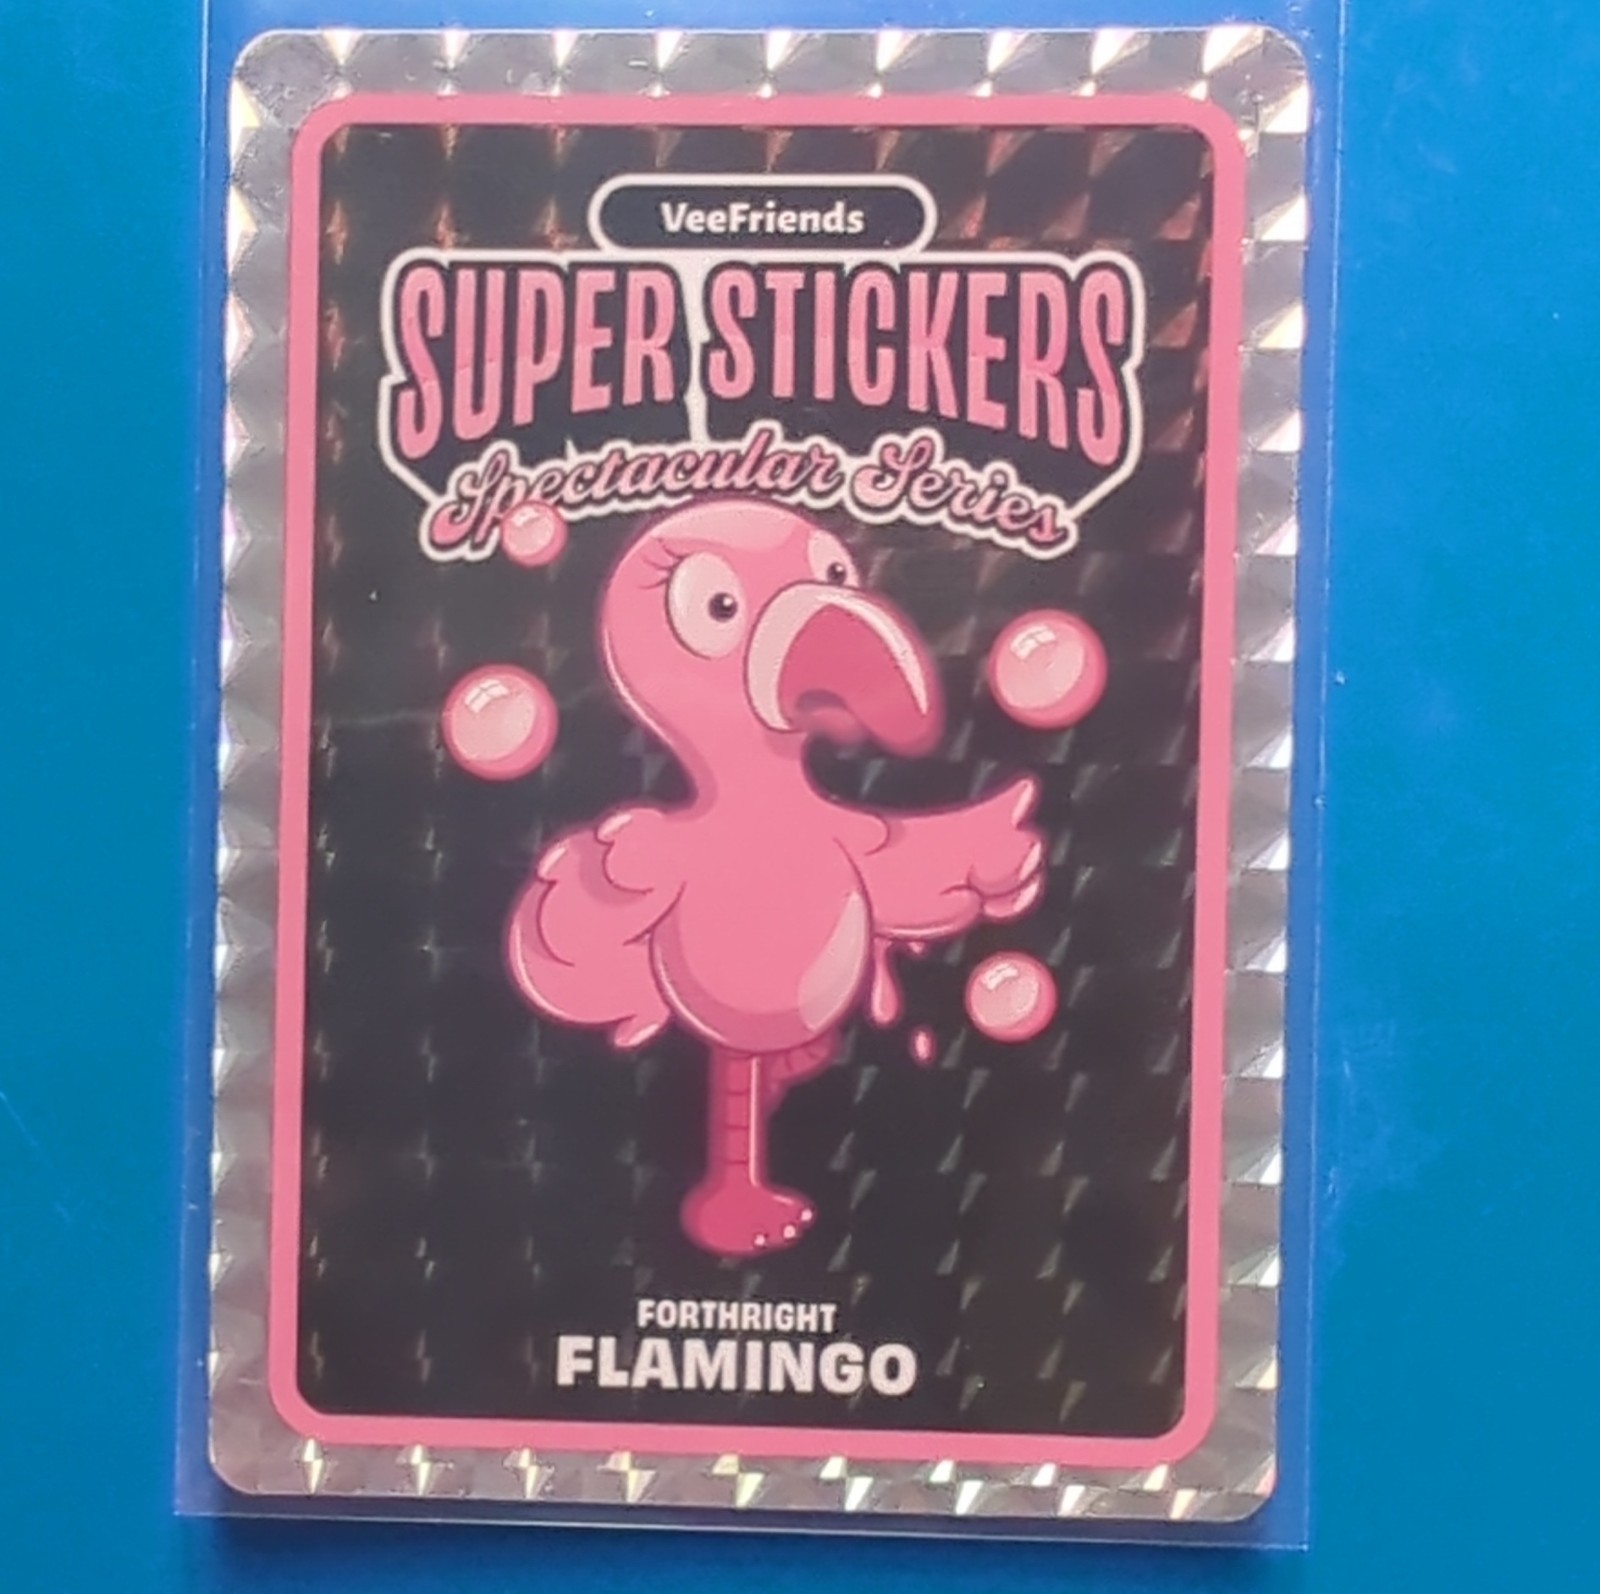 VeeFriends
SUPER STICKERS
Spectacular Series
FORTHRIGHT
FLAMINGO